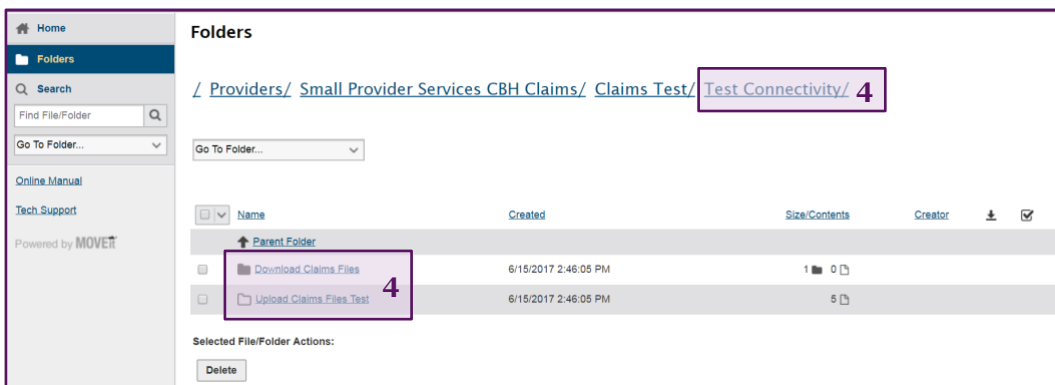 Home
Folders
Search
Find File/Folder
Go To Folder...
Online Manual
Tech Support
Powered by MOVEit
Folders
/ Providers/ Small Provider Services CBH Claims/ Claims Test/ Test Connectivity/ 4
Go To Folder...
Name Created Size/Contents Creator
Parent Folder
Download Claims Files 6/15/2017 2:46:05 PM 1 0
4
Upload Claims Files Test 6/15/2017 2:46:05 PM 5
Selected File/Folder Actions:
Delete